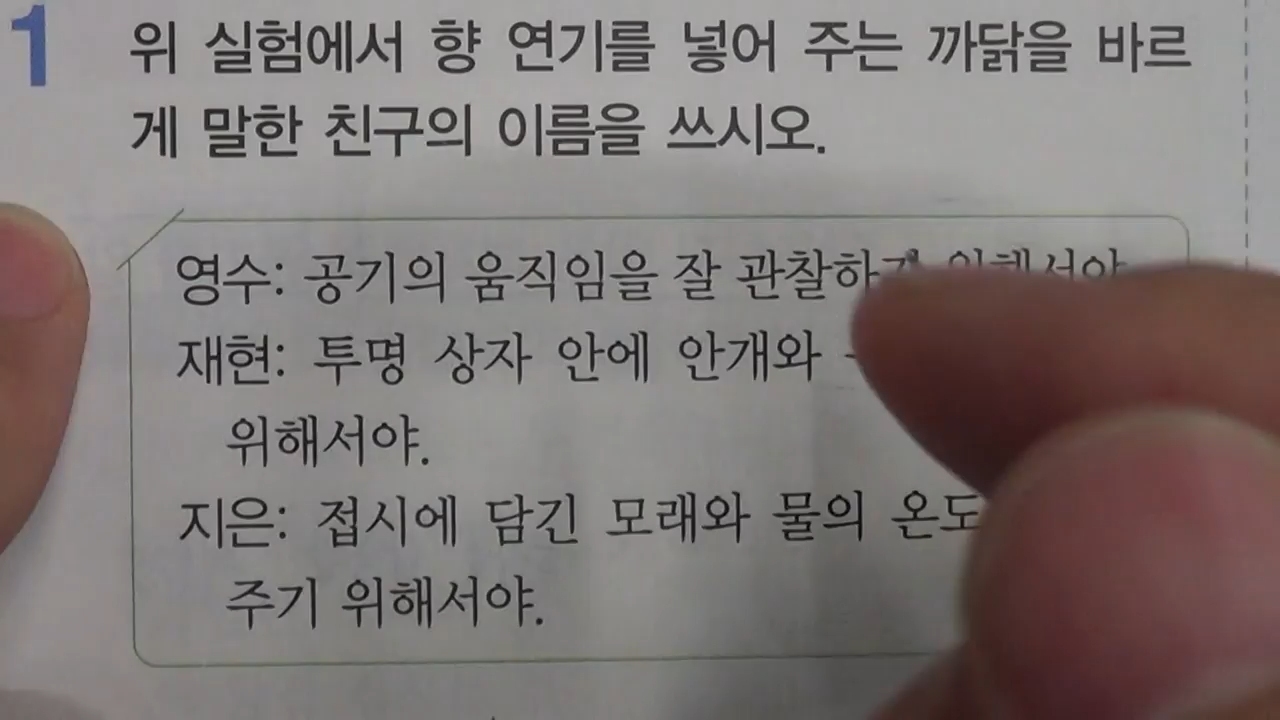 1 위 실험에서 향 연기를 넣어 주는 까닭을 바르
게 말한 친구의 이름을 쓰시오.
영수: 공기의 움직임을 잘 관찰하기 위해서야.
재현: 투명 상자 안에 안개와
위해서야.
지은: 접시에 담긴 모래와 물의
주기 위해서야.